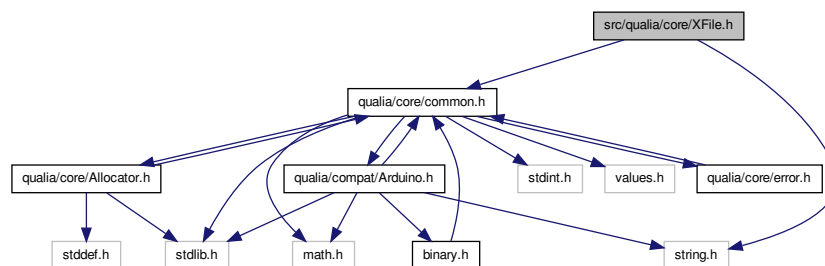 src/qualia/core/XFile.h
qualia/core/common.h
qualia/core/Allocator.h
qualia/compat/Arduino.h
stdint.h
values.h
qualia/core/error.h
stddef.h
stdlib.h
math.h
binary.h
string.h